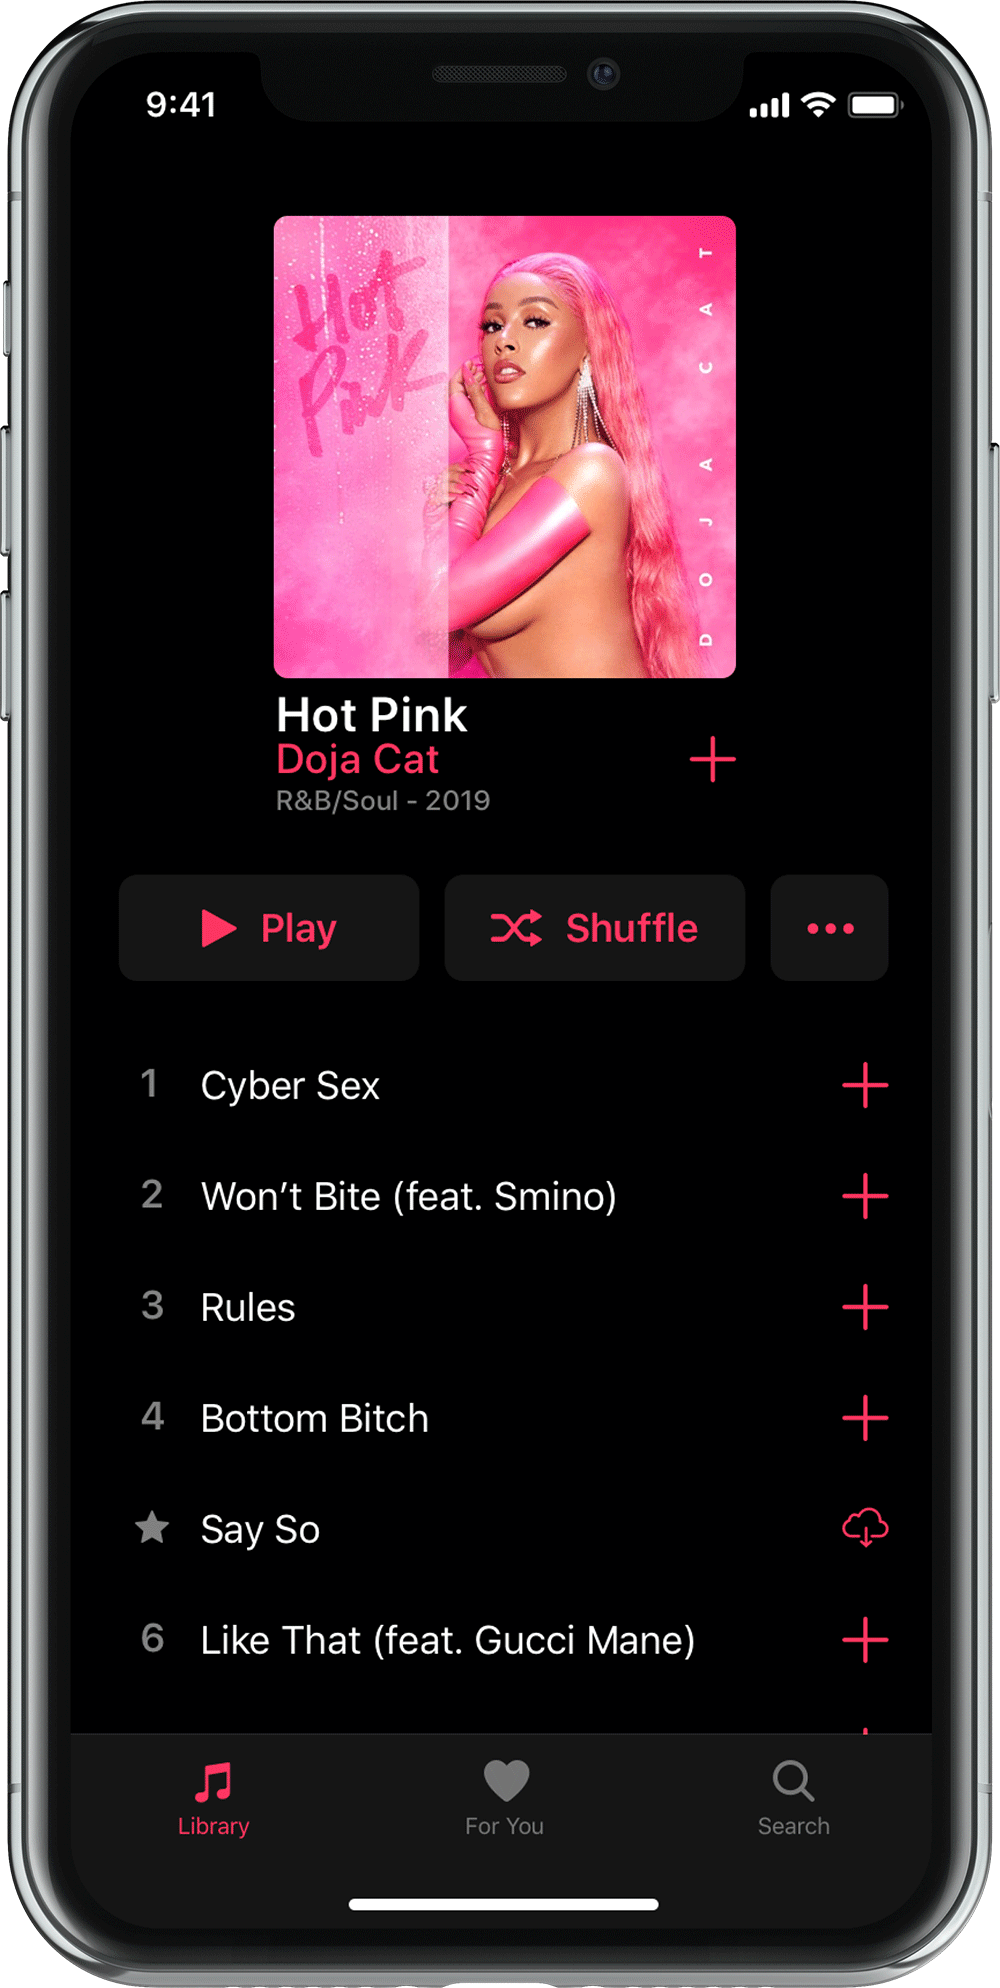 9:41
Hot
Pink
DOJA CAT
Hot Pink
Doja Cat
R&B/Soul - 2019
Play
Shuffle
1 Cyber Sex
2 Won’t Bite (feat. Smino)
3 Rules
4 Bottom Bitch
Say So
6 Like That (feat. Gucci Mane)
Library
For You
Search